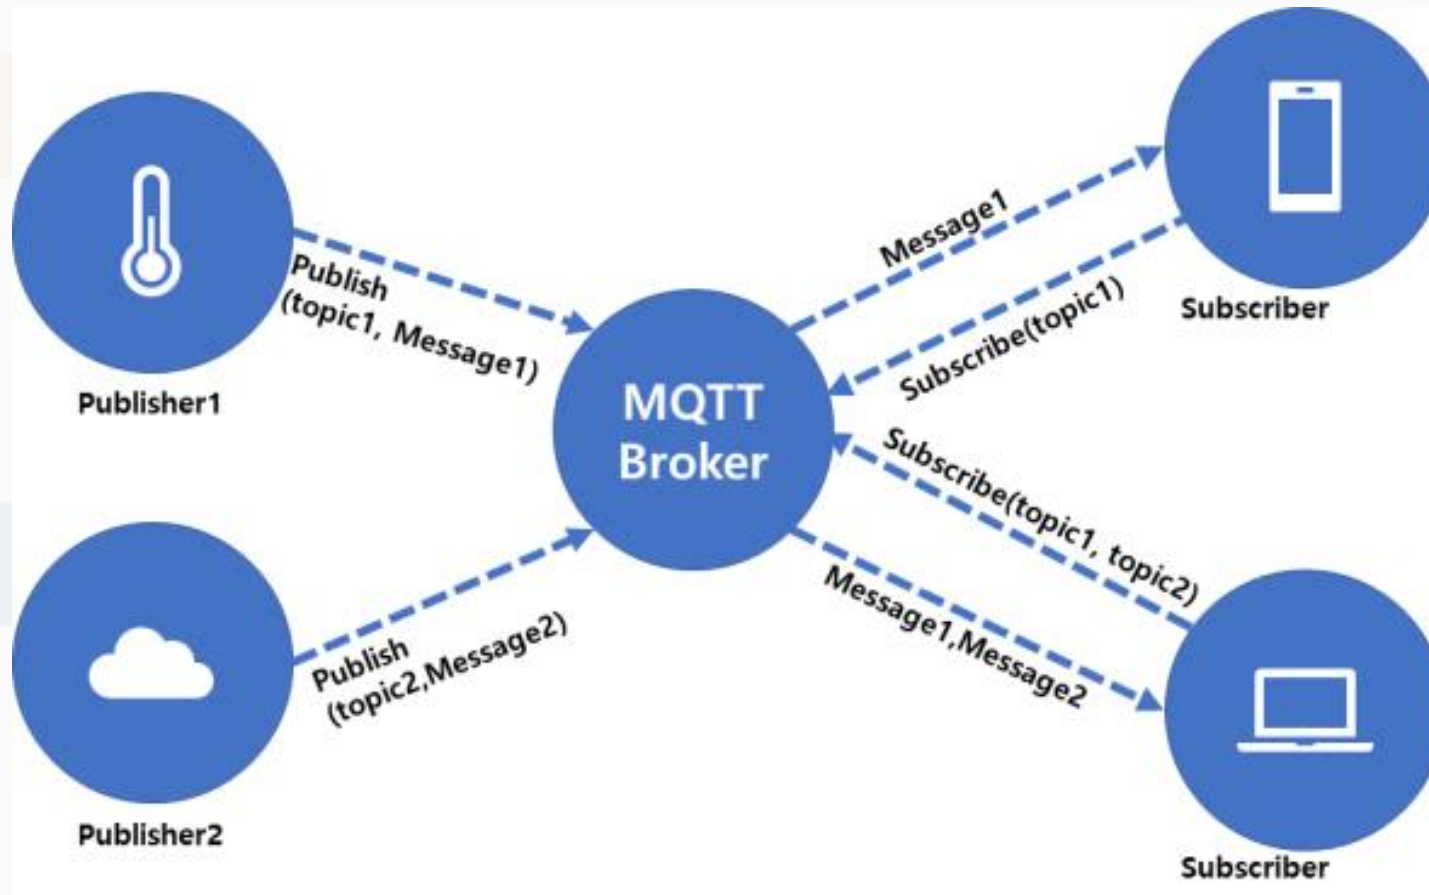 Publish
(topic1, Message1)
Publisher1
Message1
Subscribe(topic1)
Subscriber
MQTT
Broker
Subscribe(topic1, topic2)
Message1,Message2
Publish
(topic2,Message2)
Publisher2
Subscriber